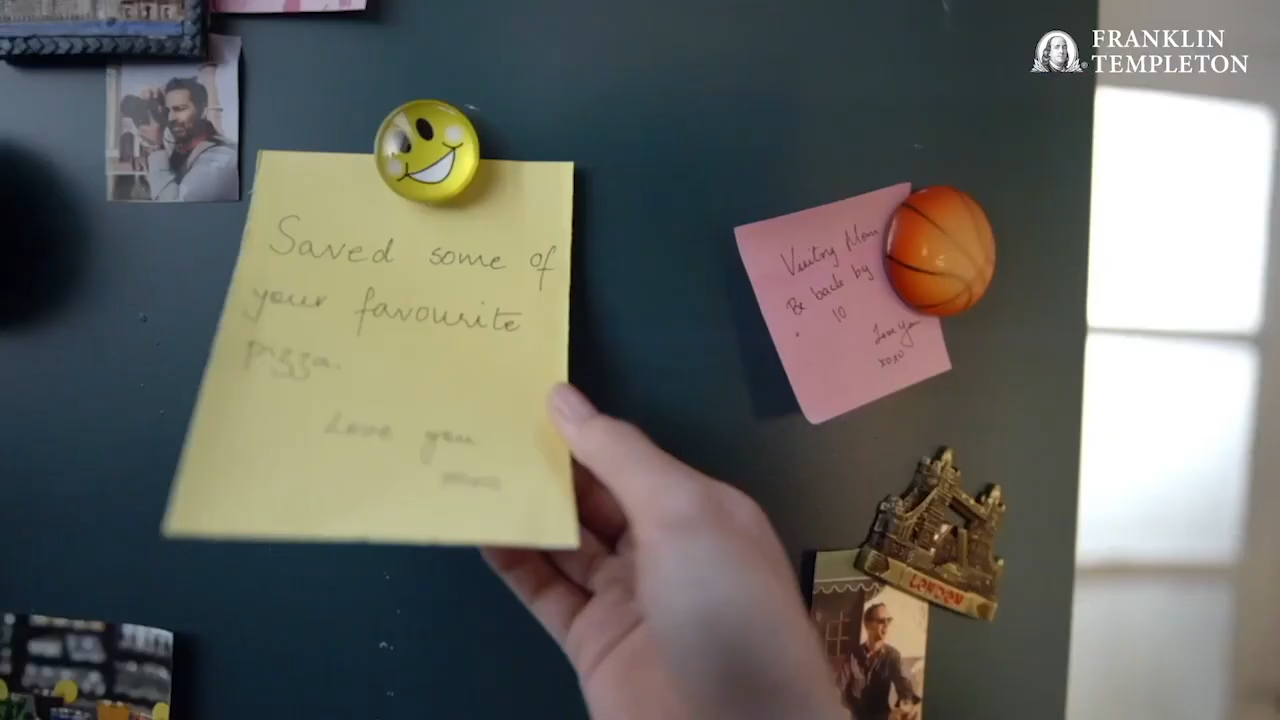 FRANKLIN
TEMPLETON
Saved some of
your favourite
pizza.
Love you
Visiting Mom
Be back by
10
Love you
xoxo
LONDON